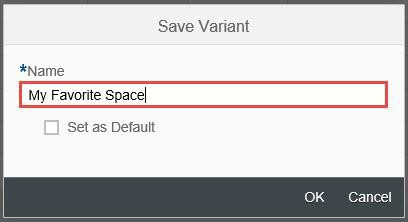 Save Variant
*Name
My Favorite Space
Set as Default
OK Cancel